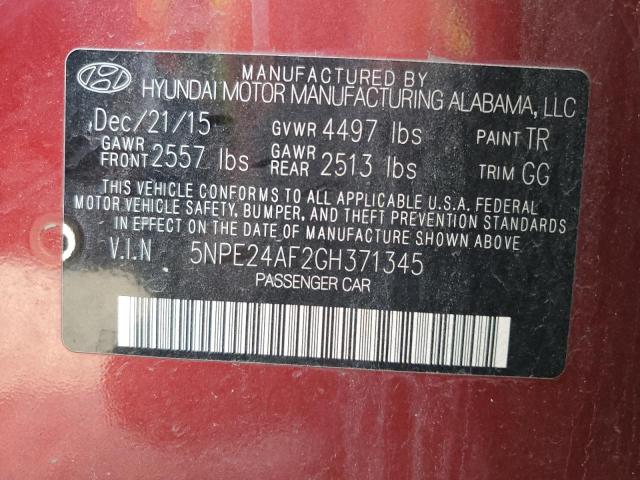 MANUFACTURED BY
HYUNDAI MOTOR MANUFACTURING ALABAMA, LLC
Dec/21/15 GVWR 4497 lbs PAINT TR
GAWR FRONT 2557 lbs GAWR REAR 2513 lbs TRIM GG
THIS VEHICLE CONFORMS TO ALL APPLICABLE U.S.A. FEDERAL
MOTOR VEHICLE SAFETY, BUMPER, AND THEFT PREVENTION STANDARDS
IN EFFECT ON THE DATE OF MANUFACTURE SHOWN ABOVE.
V.I.N 5NPE24AF2GH371345
PASSENGER CAR